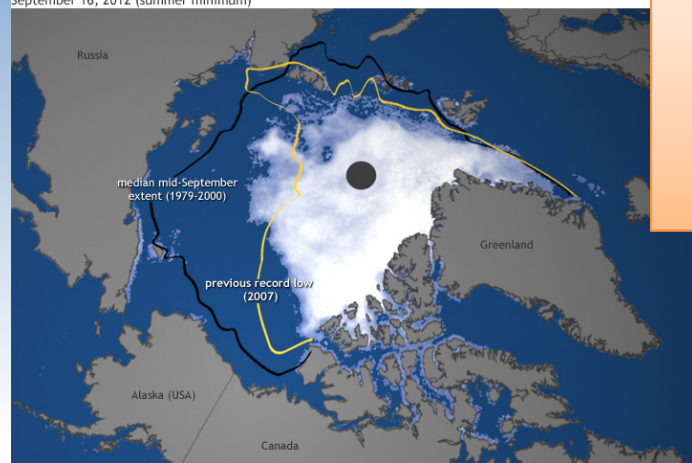 September 16, 2012 (summer minimum)
Russia
median mid-September
extent (1979-2000)
Greenland
previous record low
(2007)
Alaska (USA)
Canada